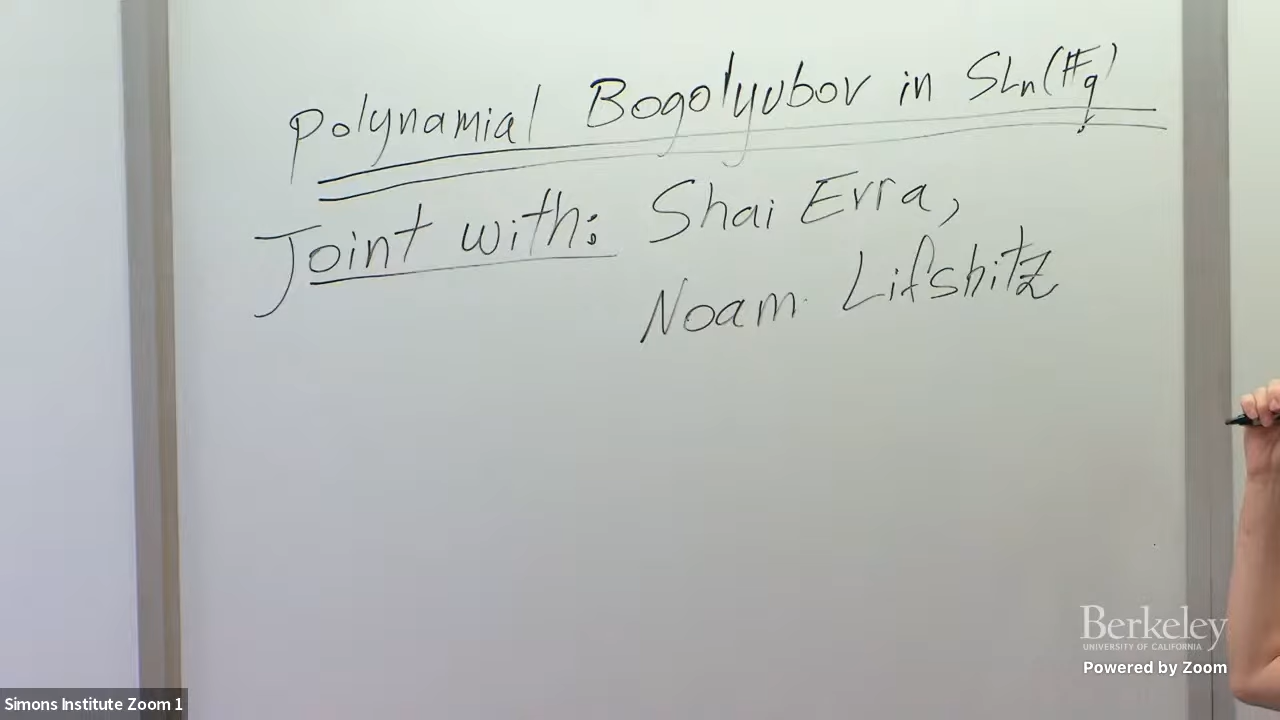 Polynamial Bogolyubov in SLn(𝔽q)
Joint with: Shai Evra,
Noam Lifshitz
Berkeley
UNIVERSITY OF CALIFORNIA
Powered by Zoom
Simons Institute Zoom 1